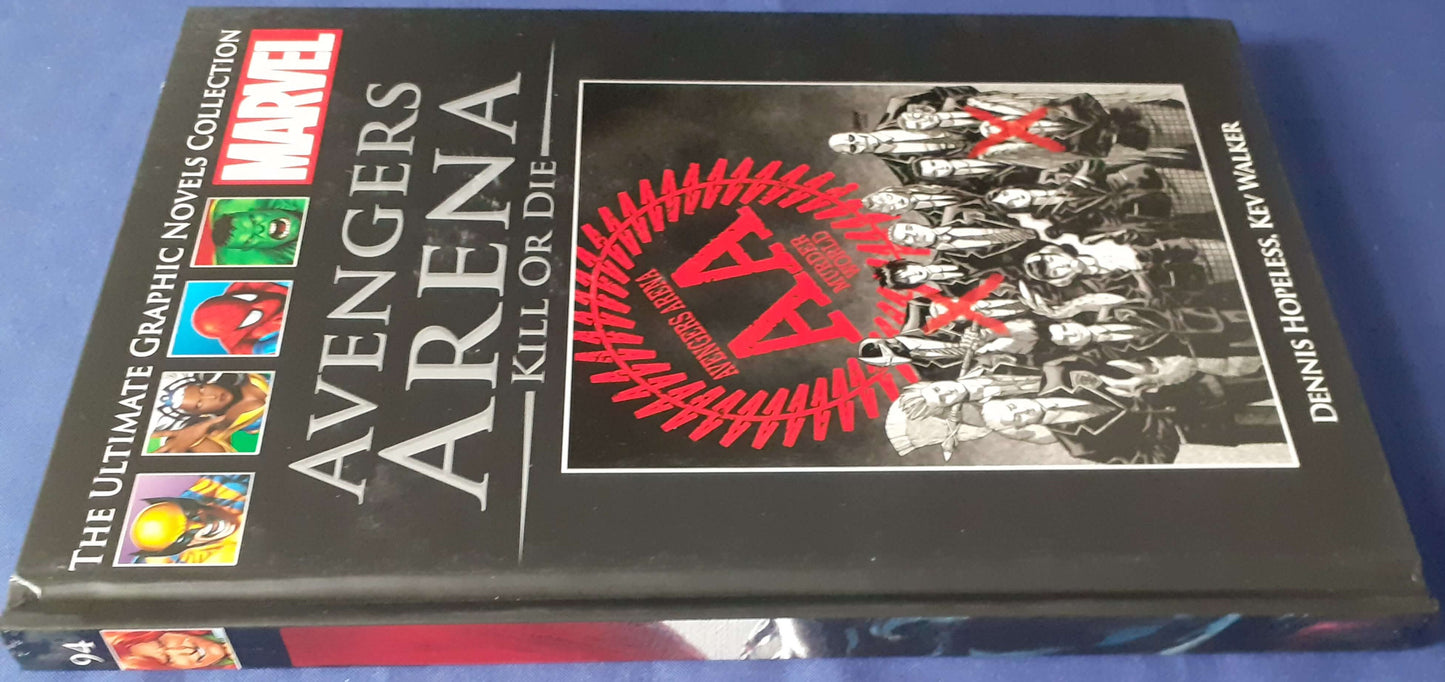 THE ULTIMATE GRAPHIC NOVELS COLLECTION
MARVEL
AVENGERS
ARENA
KILL OR DIE
AVENGERS ARENA
AA
MURDER
WORLD
DENNIS HOPELESS, KEV WALKER
94